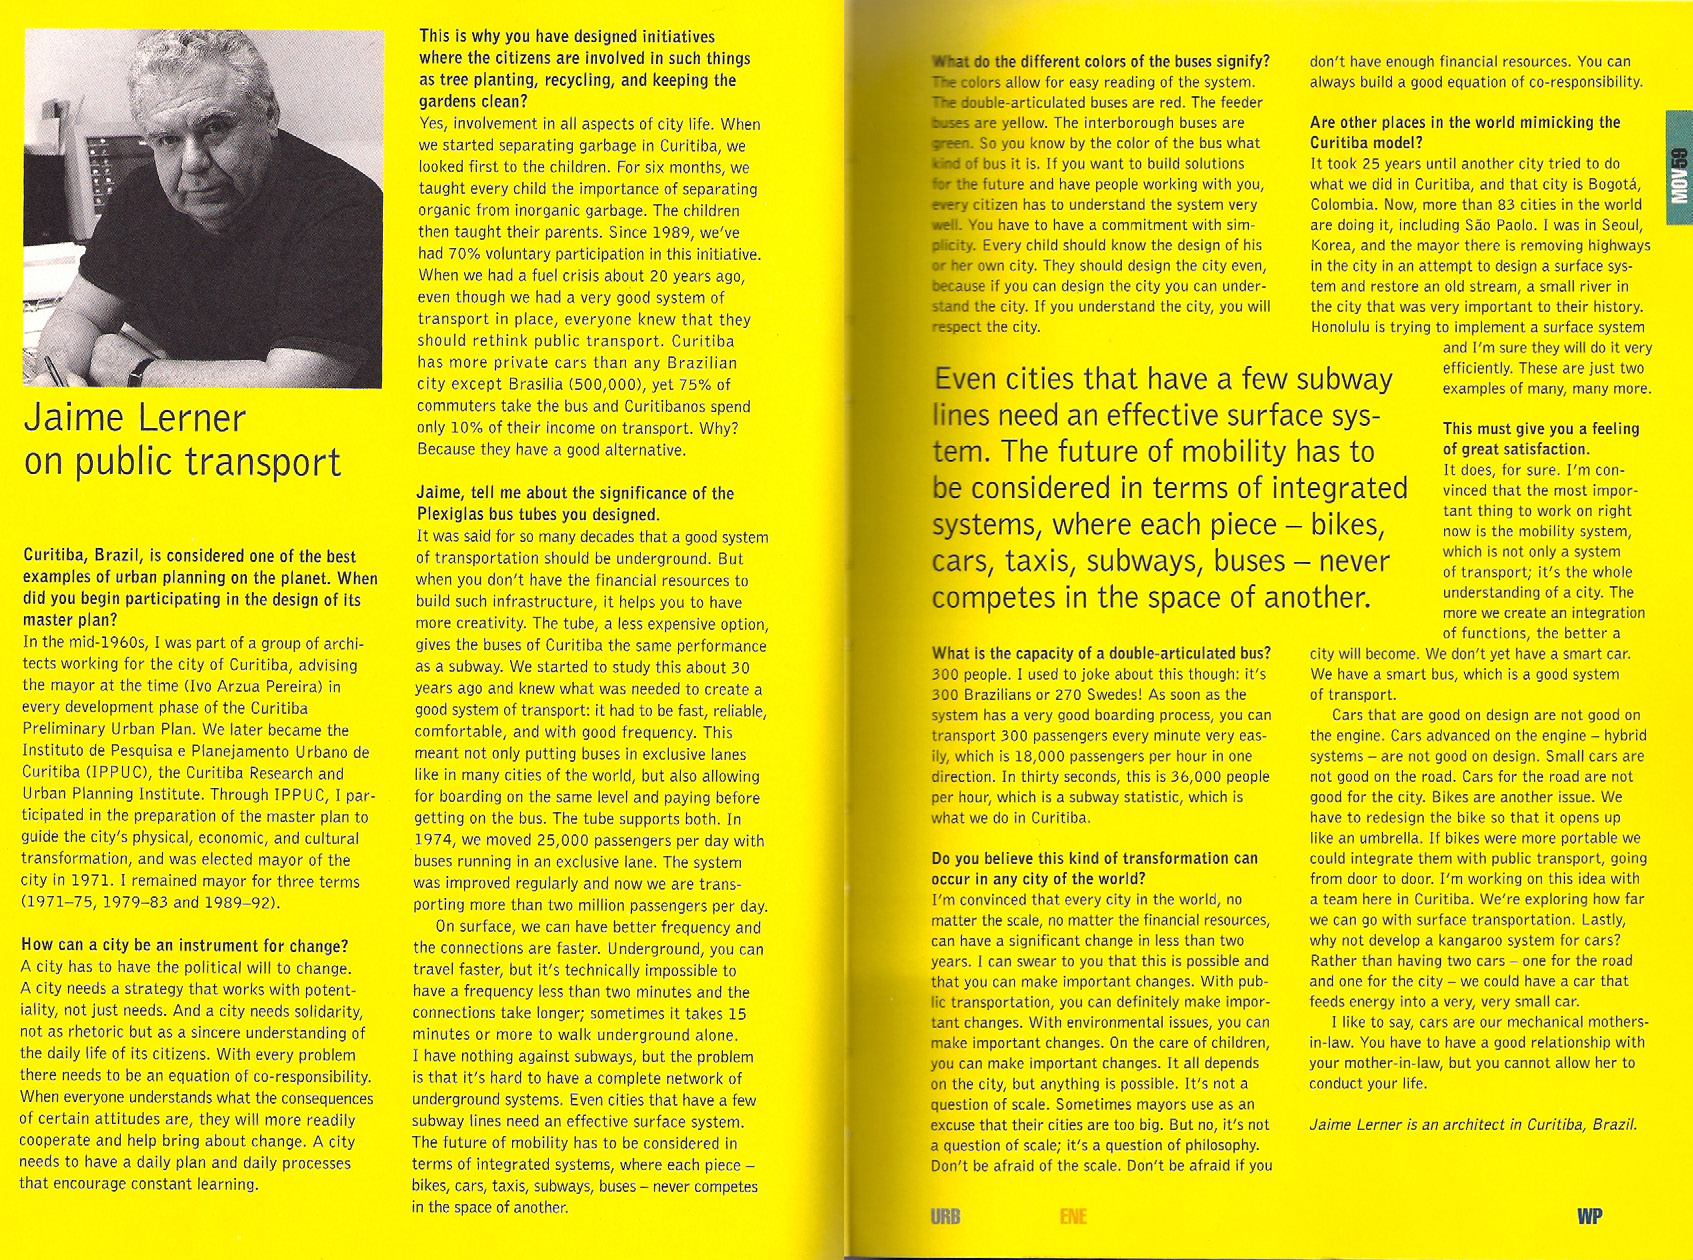 Jaime Lerner
on public transport
Curitiba, Brazil, is considered one of the best
examples of urban planning on the planet. When
did you begin participating in the design of its
master plan?
In the mid-1960s, I was part of a group of archi-
tects working for the city of Curitiba, advising
the mayor at the time (Ivo Arzua Pereira) in
every development phase of the Curitiba
Preliminary Urban Plan. We later became the
Instituto de Pesquisa e Planejamento Urbano de
Curitiba (IPPUC), the Curitiba Research and
Urban Planning Institute. Through IPPUC, I par-
ticipated in the preparation of the master plan to
guide the city's physical, economic, and cultural
transformation, and was elected mayor of the
city in 1971. I remained mayor for three terms
(1971–75, 1979–83 and 1989–92).
How can a city be an instrument for change?
A city has to have the political will to change.
A city needs a strategy that works with potent-
iality, not just needs. And a city needs solidarity,
not as rhetoric but as a sincere understanding of
the daily life of its citizens. With every problem
there needs to be an equation of co-responsibility.
When everyone understands what the consequences
of certain attitudes are, they will more readily
cooperate and help bring about change. A city
needs to have a daily plan and daily processes
that encourage constant learning.
This is why you have designed initiatives
where the citizens are involved in such things
as tree planting, recycling, and keeping the
gardens clean?
Yes, involvement in all aspects of city life. When
we started separating garbage in Curitiba, we
looked first to the children. For six months, we
taught every child the importance of separating
organic from inorganic garbage. The children
then taught their parents. Since 1989, we've
had 70% voluntary participation in this initiative.
When we had a fuel crisis about 20 years ago,
even though we had a very good system of
transport in place, everyone knew that they
should rethink public transport. Curitiba
has more private cars than any Brazilian
city except Brasilia (500,000), yet 75% of
commuters take the bus and Curitibanos spend
only 10% of their income on transport. Why?
Because they have a good alternative.
Jaime, tell me about the significance of the
Plexiglas bus tubes you designed.
It was said for so many decades that a good system
of transportation should be underground. But
when you don't have the financial resources to
build such infrastructure, it helps you to have
more creativity. The tube, a less expensive option,
gives the buses of Curitiba the same performance
as a subway. We started to study this about 30
years ago and knew what was needed to create a
good system of transport: it had to be fast, reliable,
comfortable, and with good frequency. This
meant not only putting buses in exclusive lanes
like in many cities of the world, but also allowing
for boarding on the same level and paying before
getting on the bus. The tube supports both. In
1974, we moved 25,000 passengers per day with
buses running in an exclusive lane. The system
was improved regularly and now we are trans-
porting more than two million passengers per day.
On surface, we can have better frequency and
the connections are faster. Underground, you can
travel faster, but it's technically impossible to
have a frequency less than two minutes and the
connections take longer; sometimes it takes 15
minutes or more to walk underground alone.
I have nothing against subways, but the problem
is that it's hard to have a complete network of
underground systems. Even cities that have a few
subway lines need an effective surface system.
The future of mobility has to be considered in
terms of integrated systems, where each piece –
bikes, cars, taxis, subways, buses – never competes
in the space of another.
What do the different colors of the buses signify?
The colors allow for easy reading of the system.
The double-articulated buses are red. The feeder
buses are yellow. The interborough buses are
green. So you know by the color of the bus what
kind of bus it is. If you want to build solutions
for the future and have people working with you,
every citizen has to understand the system very
well. You have to have a commitment with sim-
plicity. Every child should know the design of his
or her own city. They should design the city even,
because if you can design the city you can under-
stand the city. If you understand the city, you will
respect the city.
Even cities that have a few subway
lines need an effective surface sys-
tem. The future of mobility has to
be considered in terms of integrated
systems, where each piece – bikes,
cars, taxis, subways, buses – never
competes in the space of another.
What is the capacity of a double-articulated bus?
300 people. I used to joke about this though: it's
300 Brazilians or 270 Swedes! As soon as the
system has a very good boarding process, you can
transport 300 passengers every minute very eas-
ily, which is 18,000 passengers per hour in one
direction. In thirty seconds, this is 36,000 people
per hour, which is a subway statistic, which is
what we do in Curitiba.
Do you believe this kind of transformation can
occur in any city of the world?
I'm convinced that every city in the world, no
matter the scale, no matter the financial resources,
can have a significant change in less than two
years. I can swear to you that this is possible and
that you can make important changes. With pub-
lic transportation, you can definitely make impor-
tant changes. With environmental issues, you can
make important changes. On the care of children,
you can make important changes. It all depends
on the city, but anything is possible. It's not a
question of scale. Sometimes mayors use as an
excuse that their cities are too big. But no, it's not
a question of scale; it's a question of philosophy.
Don't be afraid of the scale. Don't be afraid if you
don't have enough financial resources. You can
always build a good equation of co-responsibility.
Are other places in the world mimicking the
Curitiba model?
It took 25 years until another city tried to do
what we did in Curitiba, and that city is Bogotá,
Colombia. Now, more than 83 cities in the world
are doing it, including São Paolo. I was in Seoul,
Korea, and the mayor there is removing highways
in the city in an attempt to design a surface sys-
tem and restore an old stream, a small river in
the city that was very important to their history.
Honolulu is trying to implement a surface system
and I'm sure they will do it very
efficiently. These are just two
examples of many, many more.
This must give you a feeling
of great satisfaction.
It does, for sure. I'm con-
vinced that the most impor-
tant thing to work on right
now is the mobility system,
which is not only a system
of transport; it's the whole
understanding of a city. The
more we create an integration
of functions, the better a
city will become. We don't yet have a smart car.
We have a smart bus, which is a good system
of transport.
Cars that are good on design are not good on
the engine. Cars advanced on the engine – hybrid
systems – are not good on design. Small cars are
not good on the road. Cars for the road are not
good for the city. Bikes are another issue. We
have to redesign the bike so that it opens up
like an umbrella. If bikes were more portable we
could integrate them with public transport, going
from door to door. I'm working on this idea with
a team here in Curitiba. We're exploring how far
we can go with surface transportation. Lastly,
why not develop a kangaroo system for cars?
Rather than having two cars – one for the road
and one for the city – we could have a car that
feeds energy into a very, very small car.
I like to say, cars are our mechanical mothers-
in-law. You have to have a good relationship with
your mother-in-law, but you cannot allow her to
conduct your life.
Jaime Lerner is an architect in Curitiba, Brazil.
MOV 59
URB
ENE
WP